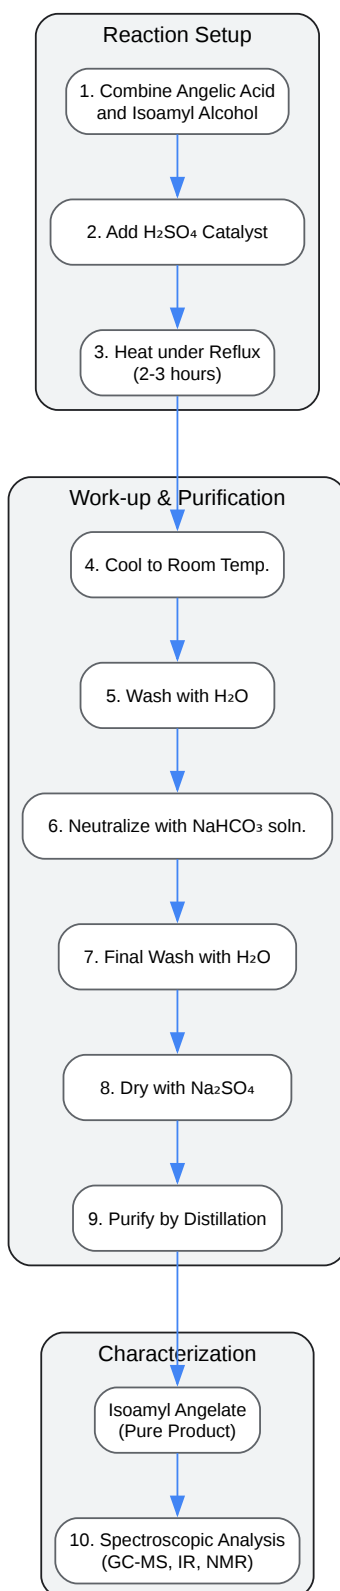 Reaction Setup
1. Combine Angelic Acid
and Isoamyl Alcohol
2. Add H₂SO₄ Catalyst
3. Heat under Reflux
(2-3 hours)
Work-up & Purification
4. Cool to Room Temp.
5. Wash with H₂O
6. Neutralize with NaHCO₃ soln.
7. Final Wash with H₂O
8. Dry with Na₂SO₄
9. Purify by Distillation
Characterization
Isoamyl Angelate
(Pure Product)
10. Spectroscopic Analysis
(GC-MS, IR, NMR)